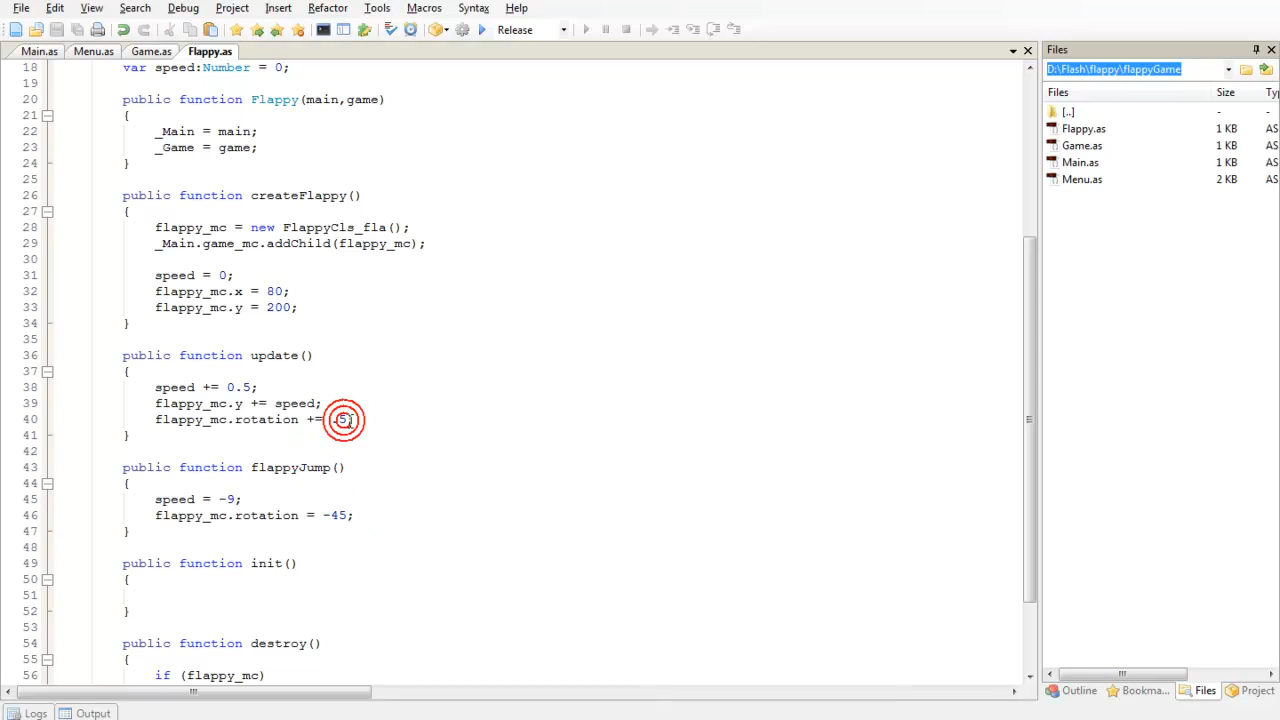 File Edit View Search Debug Project Insert Refactor Tools Macros Syntax Help
Release
Main.as Menu.as Game.as Flappy.as
Files
18 var speed:Number = 0;
D:\Flash\flappy\flappyGame
19
Files Size Ty
20 public function Flappy(main,game)
[..] - -
21 {
Flappy.as 1 KB AS
22 _Main = main;
Game.as 1 KB AS
23 _Game = game;
Main.as 1 KB AS
24 }
Menu.as 2 KB AS
25
26 public function createFlappy()
27 {
28 flappy_mc = new FlappyCls_fla();
29 _Main.game_mc.addChild(flappy_mc);
30
31 speed = 0;
32 flappy_mc.x = 80;
33 flappy_mc.y = 200;
34 }
35
36 public function update()
37 {
38 speed += 0.5;
39 flappy_mc.y += speed;
40 flappy_mc.rotation +=
41 }
42
43 public function flappyJump()
44 {
45 speed = -9;
46 flappy_mc.rotation = -45;
47 }
48
49 public function init()
50 {
51
52 }
53
54 public function destroy()
55 {
56 if (flappy_mc)
Outline Bookma... Files Project
Logs Output